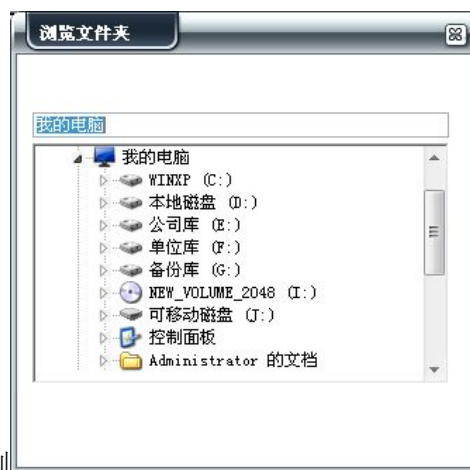 浏览文件夹
我的电脑
我的电脑
WINXP (C:)
本地磁盘 (D:)
公司库 (E:)
单位库 (F:)
备份库 (G:)
NEW_VOLUME_2048 (I:)
可移动磁盘 (J:)
控制面板
Administrator 的文档